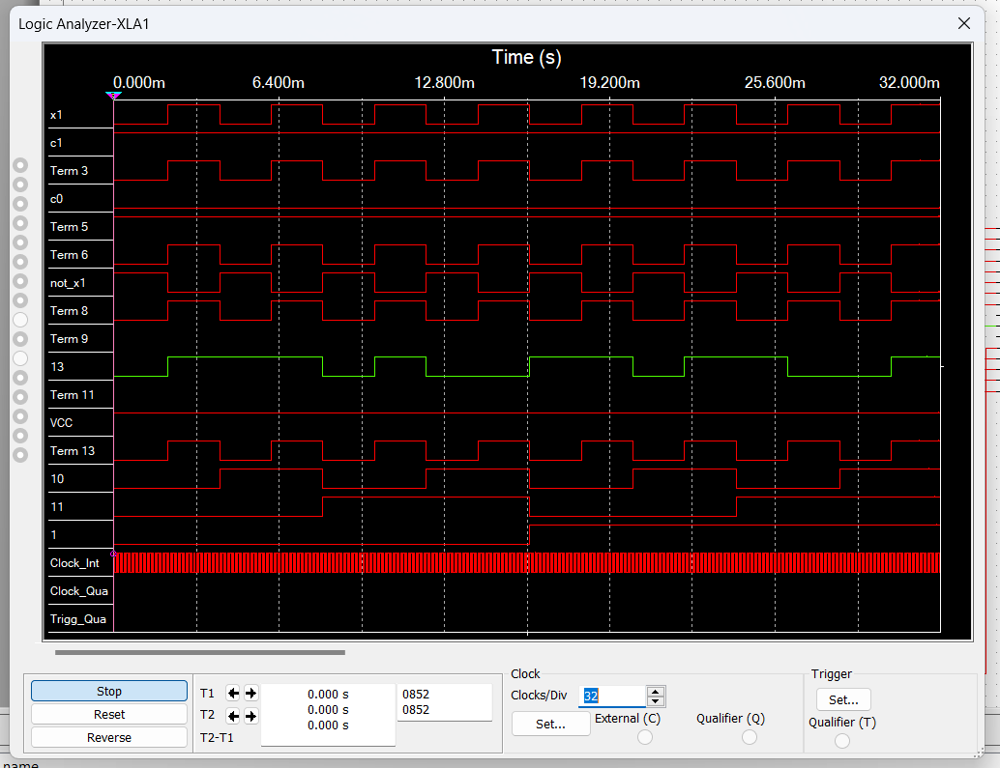 Logic Analyzer-XLA1
Time (s)
0.000m 6.400m 12.800m 19.200m 25.600m 32.000m
x1
c1
Term 3
c0
Term 5
Term 6
not_x1
Term 8
Term 9
13
Term 11
VCC
Term 13
10
11
1
Clock_Int
Clock_Qua
Trigg_Qua
Stop
Reset
Reverse
T1
T2
T2-T1
0.000 s 0852
0.000 s 0852
0.000 s
Clock
Clocks/Div 32
Set... External (C) Qualifier (Q)
Trigger
Set...
Qualifier (T)
name